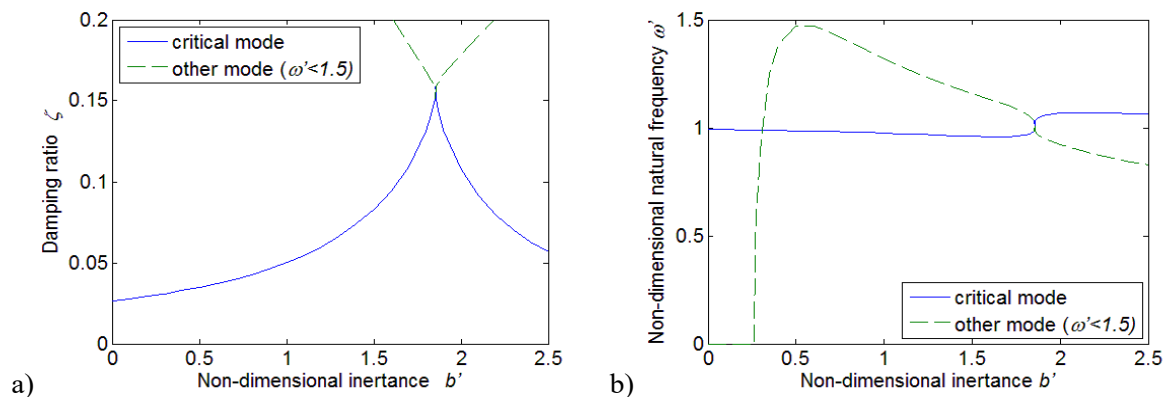 0.2
0.15
0.1
0.05
0
Damping ratio ζ
critical mode
other mode (ω'<1.5)
0 0.5 1 1.5 2 2.5
Non-dimensional inertance b'
a)
1.5
1
0.5
0
Non-dimensional natural frequency ω'
critical mode
other mode (ω'<1.5)
0 0.5 1 1.5 2 2.5
Non-dimensional inertance b'
b)